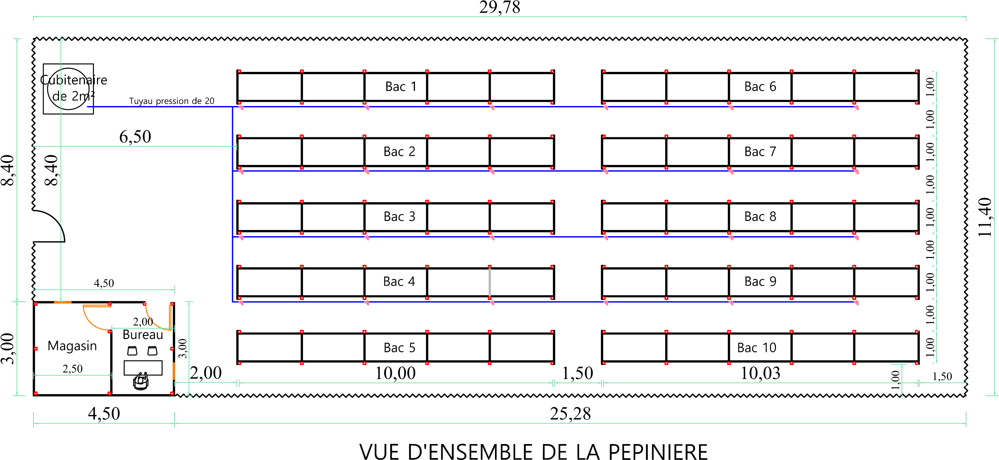 29,78
Cubitenaire
de 2m²
Tuyau pression de 20
Bac 1
Bac 6
1,00
1,00
6,50
8,40
8,40
Bac 2
Bac 7
1,00
1,00
Bac 3
Bac 8
1,00
11,40
1,00
4,50
Bac 4
Bac 9
1,00
1,00
2,00
Bureau
Magasin
3,00
3,00
2,50
Bac 5
Bac 10
1,00
2,00
10,00
1,50
10,03
1,00
1,50
4,50
25,28
VUE D'ENSEMBLE DE LA PEPINIERE